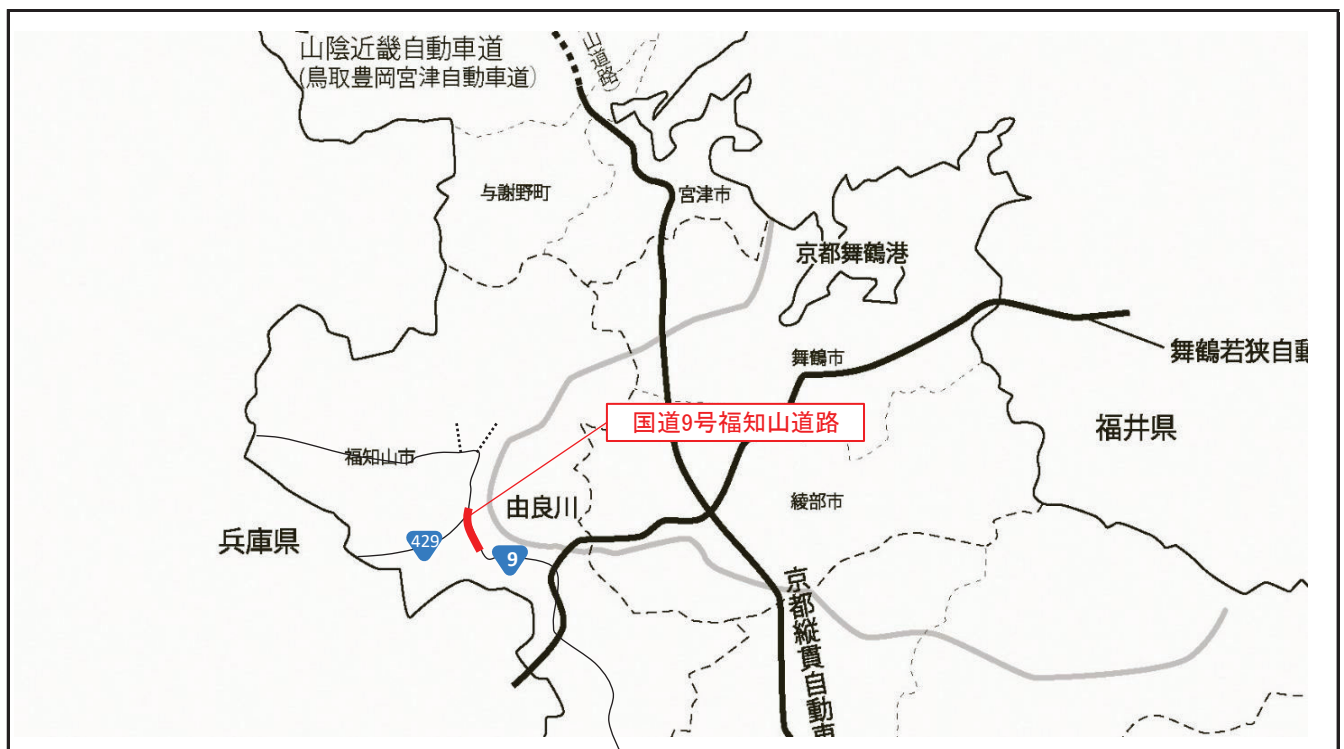 山陰近畿自動車道
(鳥取豊岡宮津自動車道)
山道路)
与謝野町
宮津市
京都舞鶴港
舞鶴市
舞鶴若狭自動
国道9号福知山道路
福井県
福知山市
由良川
綾部市
兵庫県
429
9
京都縦貫自動車